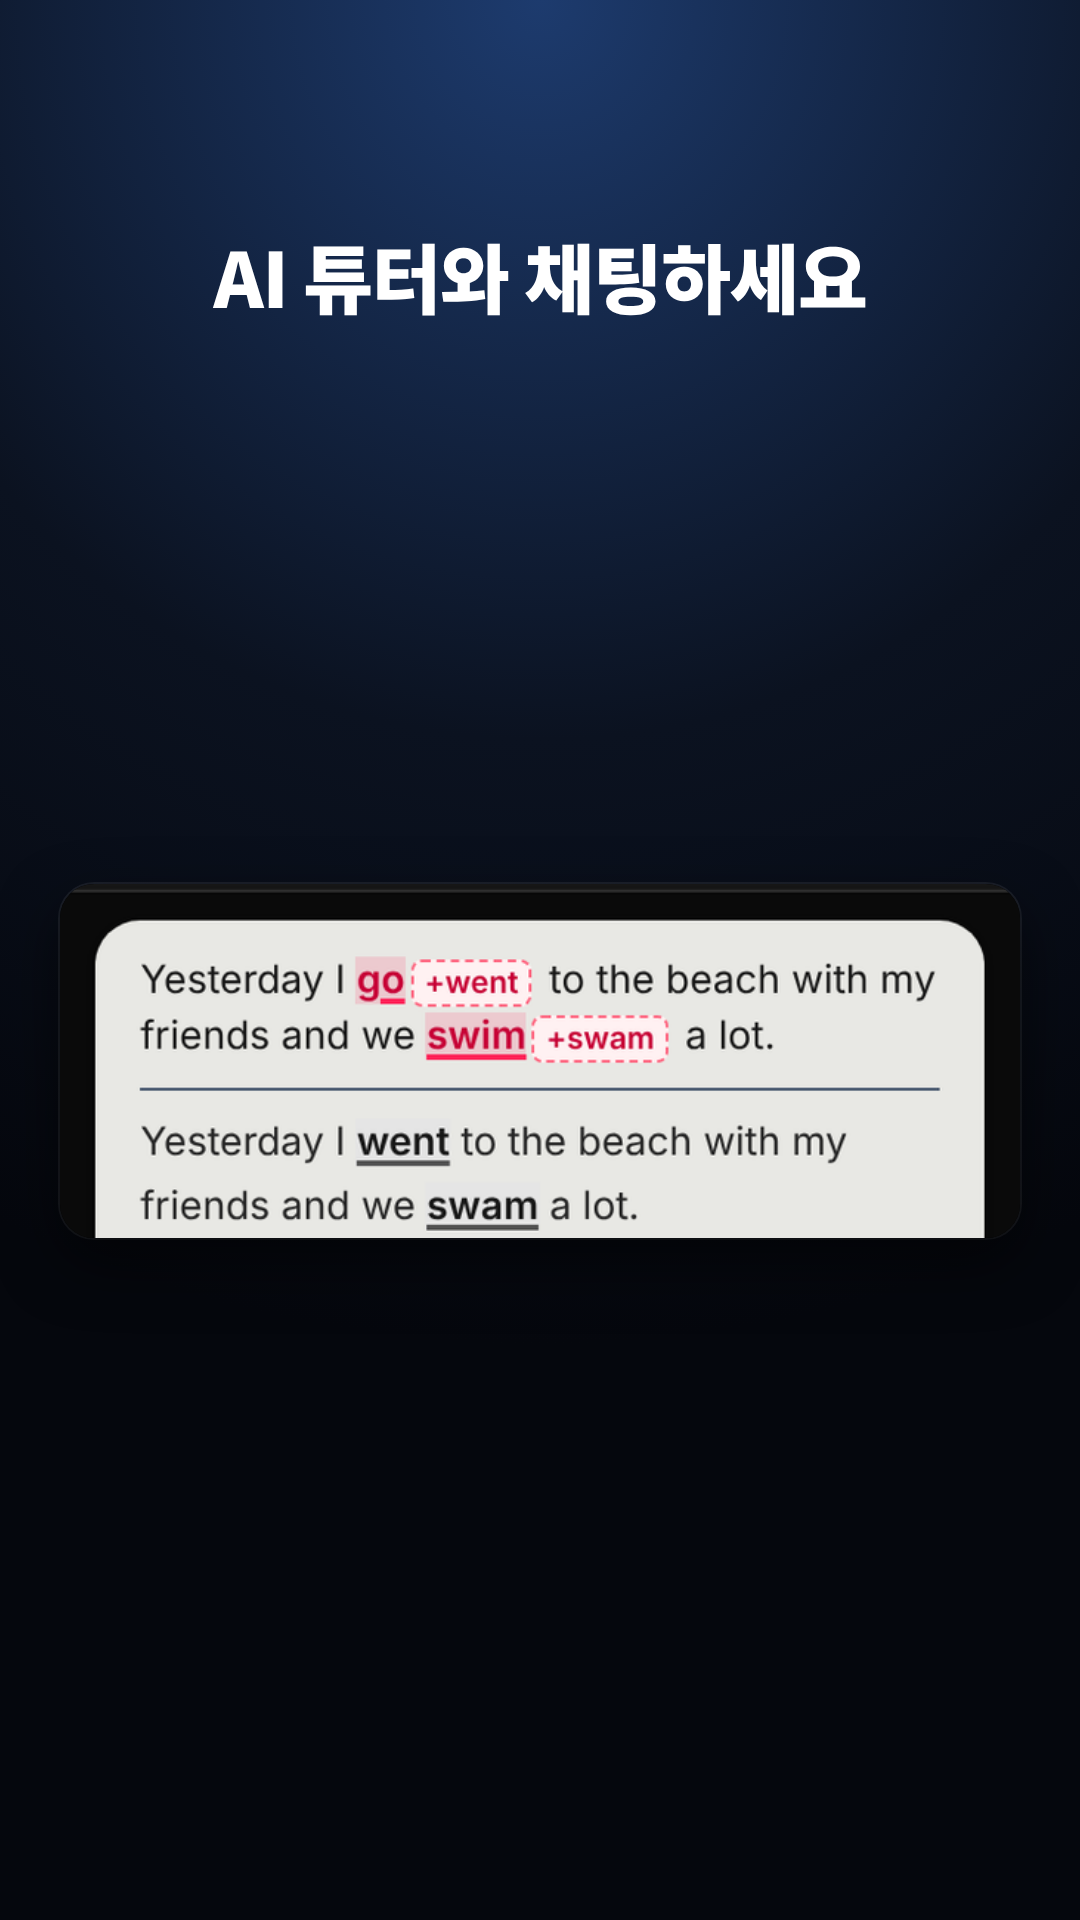 AI 튜터와 채팅하세요
Yesterday I go +went to the beach with my
friends and we swim +swam a lot.
Yesterday I went to the beach with my
friends and we swam a lot.